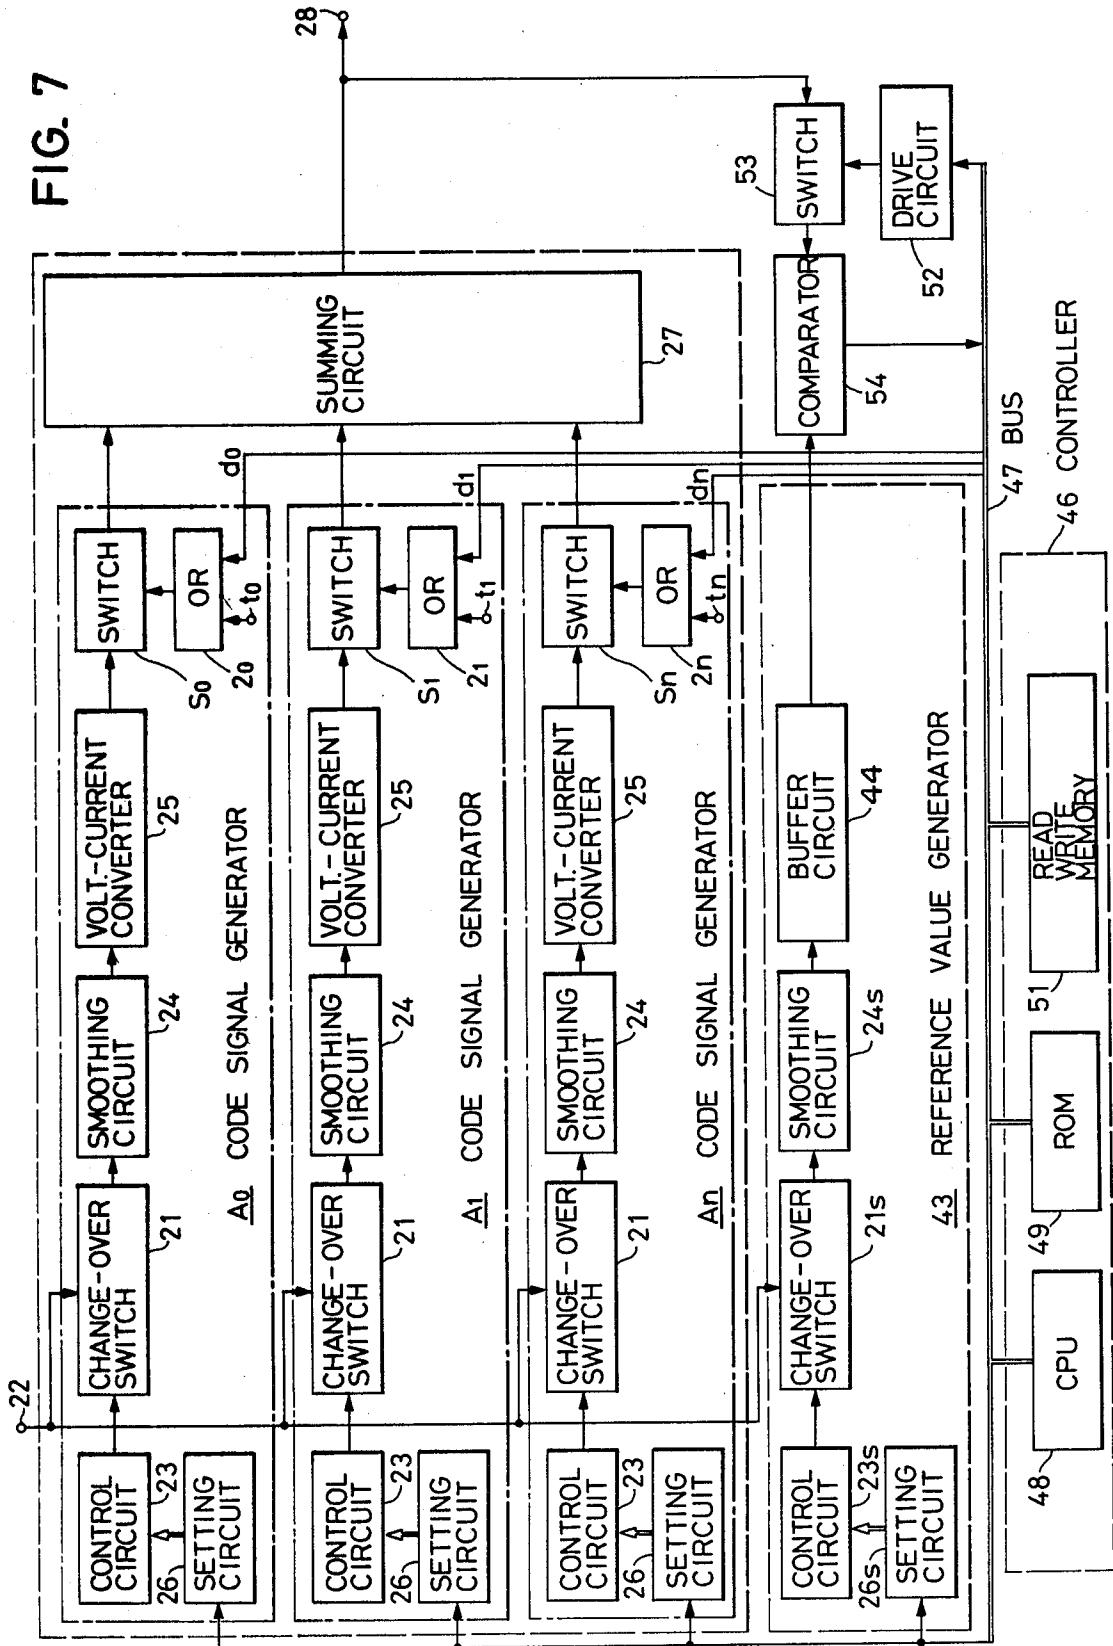 FIG. 7
22
28
CONTROL
CIRCUIT
23
26
SETTING
CIRCUIT
CHANGE-OVER
SWITCH
21
SMOOTHING
CIRCUIT
24
VOLT.-CURRENT
CONVERTER
25
SWITCH
S0
OR
20
t0
d0
A0 CODE SIGNAL GENERATOR
SUMMING
CIRCUIT
27
CONTROL
CIRCUIT
23
26
SETTING
CIRCUIT
CHANGE-OVER
SWITCH
21
SMOOTHING
CIRCUIT
24
VOLT.-CURRENT
CONVERTER
25
SWITCH
S1
OR
21
t1
d1
A1 CODE SIGNAL GENERATOR
CONTROL
CIRCUIT
23
26
SETTING
CIRCUIT
CHANGE-OVER
SWITCH
21
SMOOTHING
CIRCUIT
24
VOLT.-CURRENT
CONVERTER
25
SWITCH
Sn
OR
2n
tn
dn
An CODE SIGNAL GENERATOR
CONTROL
CIRCUIT
23s
26s
SETTING
CIRCUIT
CHANGE-OVER
SWITCH
21s
SMOOTHING
CIRCUIT
24s
BUFFER
CIRCUIT
44
43 REFERENCE VALUE GENERATOR
COMPARATOR
54
SWITCH
53
DRIVE
CIRCUIT
52
47 BUS
46 CONTROLLER
CPU
48
ROM
49
READ
WRITE
MEMORY
51